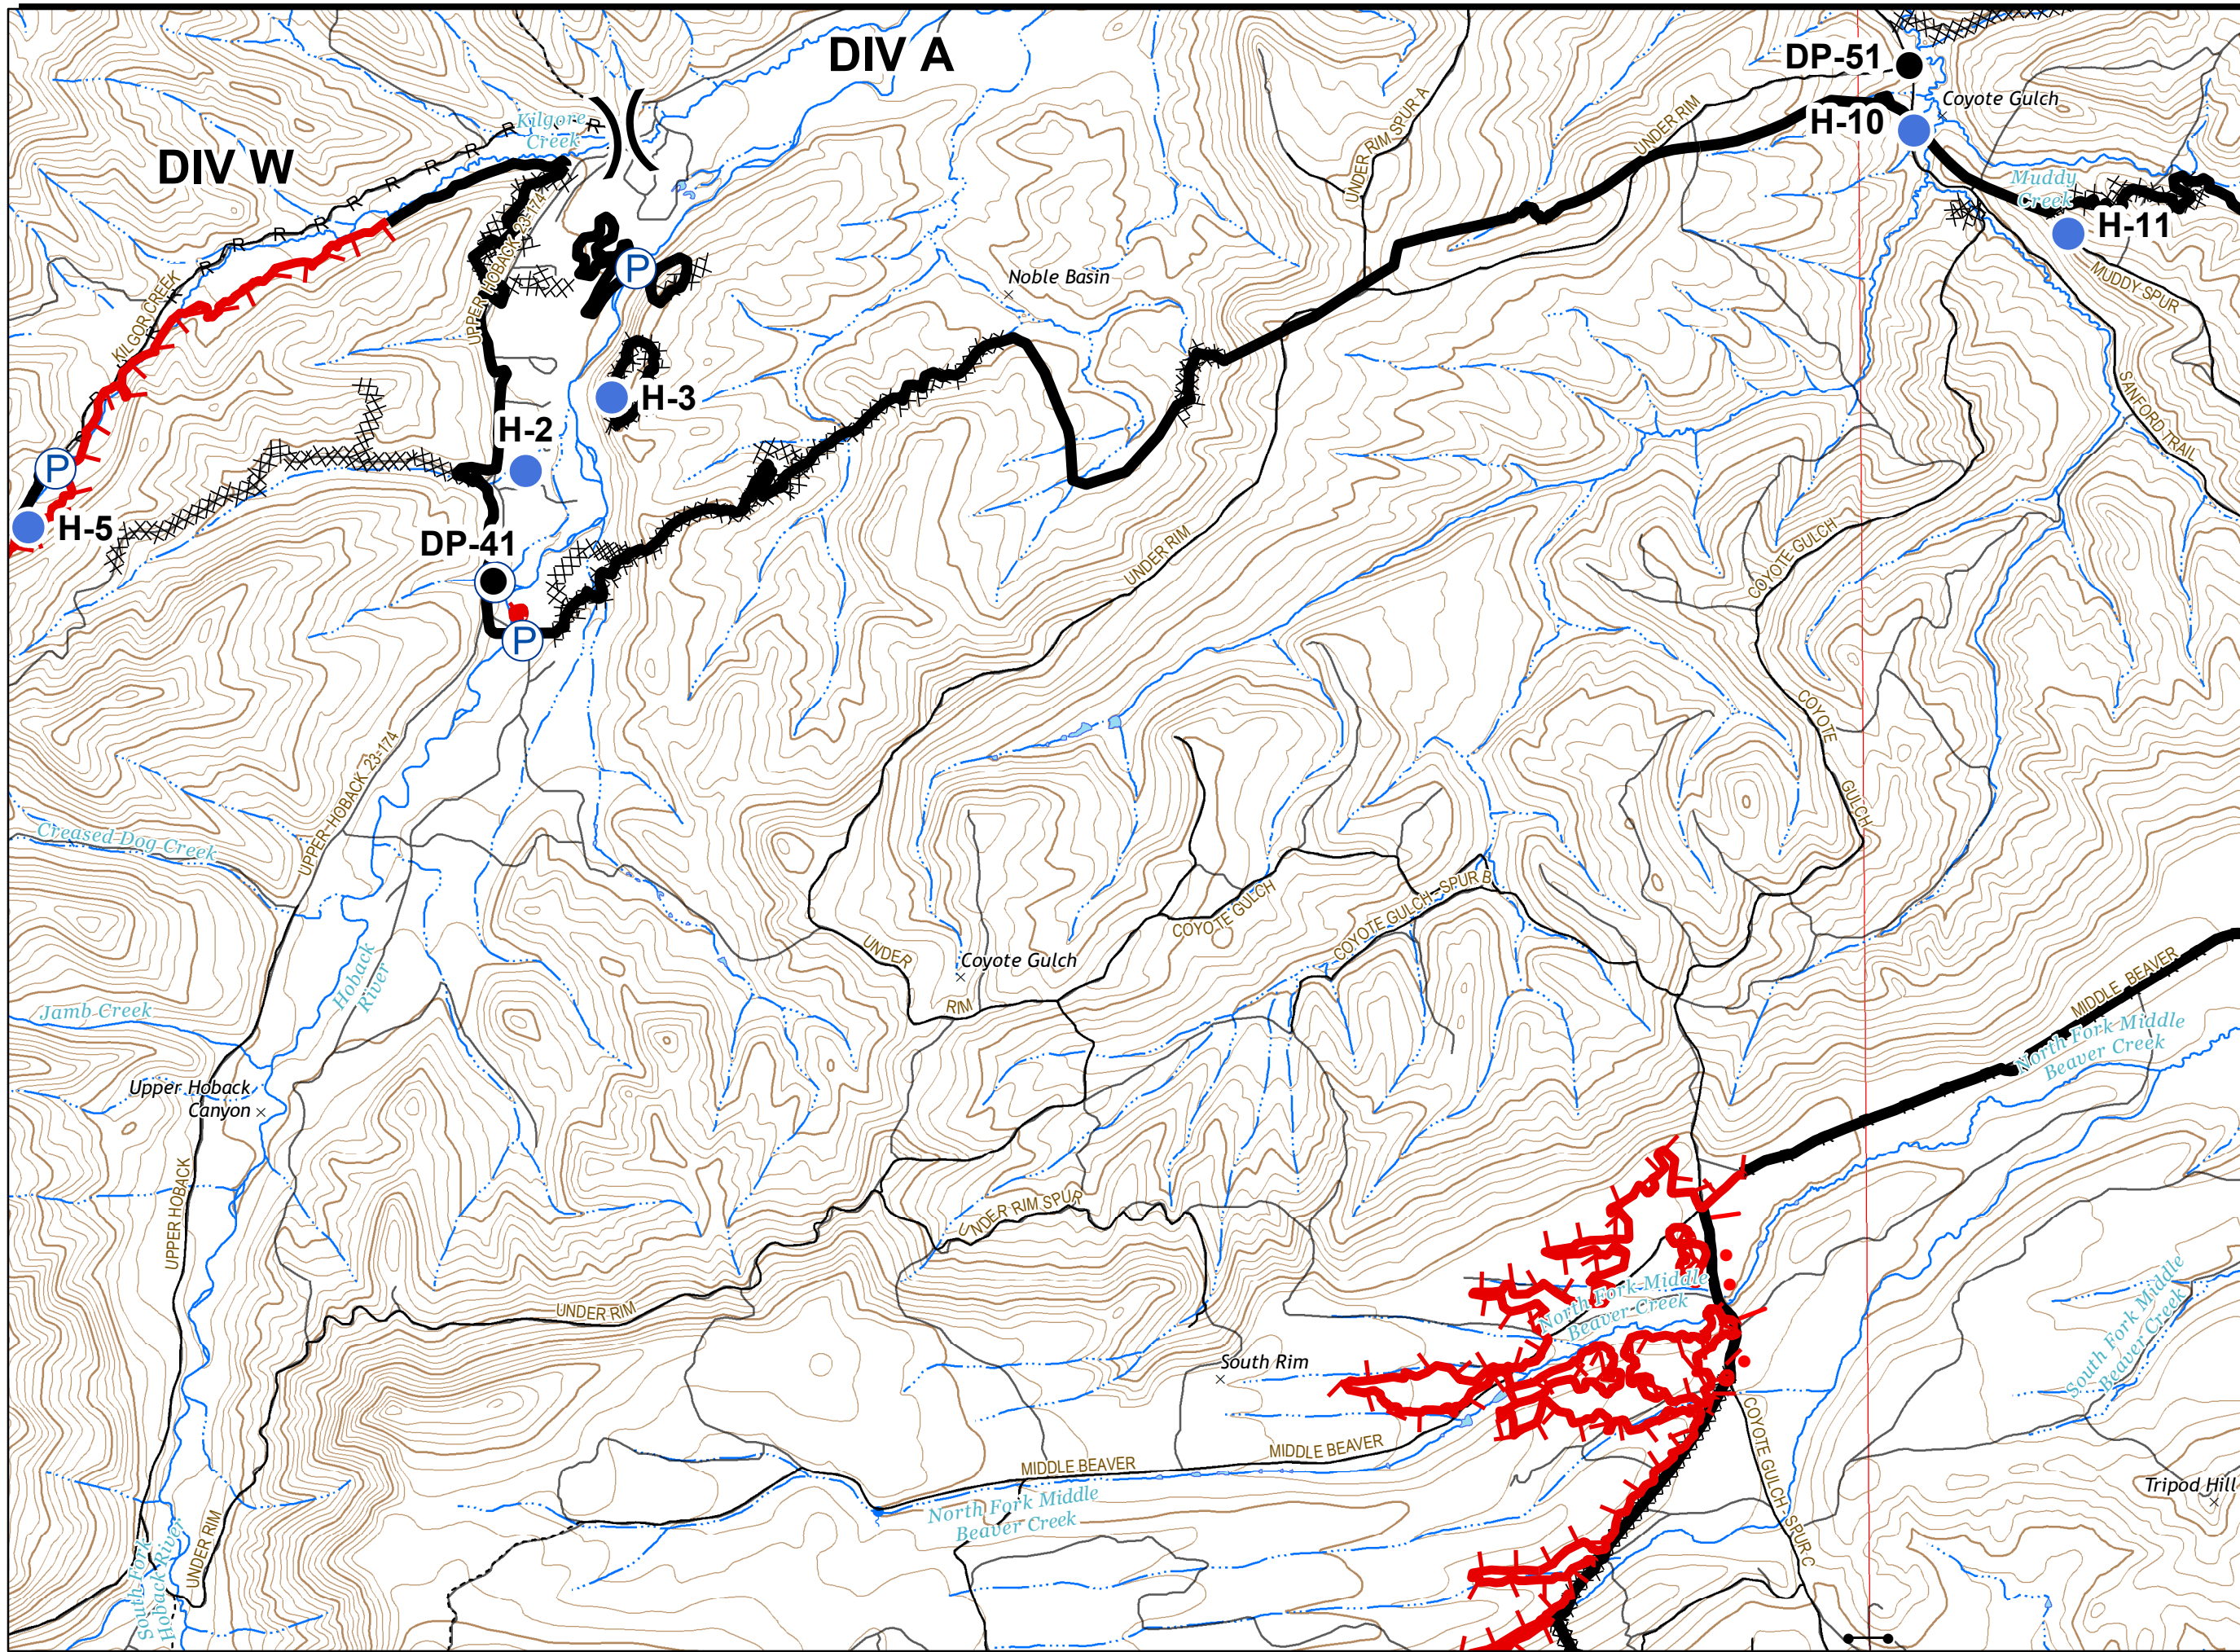 DIV A
DP-51
Coyote Gulch
H-10
UNDER RIM
UNDER RIM SPUR A
Kilgore
Creek
DIV W
R R R R R R R R R R
Muddy
Creek
H-11
MUDDY SPUR
UPPER HOBACK 23-174
P
Noble Basin
KILGOR CREEK
H-3
SANFORD TRAIL
H-2
P
H-5
DP-41
COYOTE GULCH
UNDER RIM
P
COYOTE
GULCH
UPPER HOBACK 23-174
Creased Dog Creek
COYOTE GULCH
COYOTE GULCH - SPUR B
UNDER
RIM
Coyote Gulch
Hoback
River
MIDDLE BEAVER
Jamb Creek
North Fork Middle
Beaver Creek
Upper Hoback
Canyon
UPPER HOBACK
UNDER RIM SPUR
UNDER RIM
North Fork Middle
Beaver Creek
South Fork Middle
Beaver Creek
South Rim
COYOTE GULCH SPUR C
MIDDLE BEAVER
MIDDLE BEAVER
Tripod Hill
North Fork Middle
Beaver Creek
UNDER RIM
South Fork
Hoback River